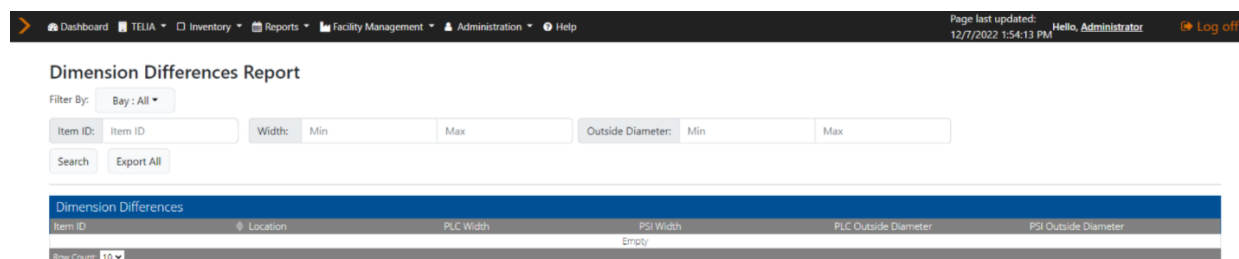 Dashboard TELIA Inventory Reports Facility Management Administration Help
Page last updated:
12/7/2022 1:54:13 PM
Hello, Administrator
Log off
Dimension Differences Report
Filter By: Bay : All
Item ID: Item ID Width: Min Max Outside Diameter: Min Max
Search Export All
Dimension Differences
Item ID Location PLC Width PSI Width PLC Outside Diameter PSI Outside Diameter
Empty
Row Count: 10